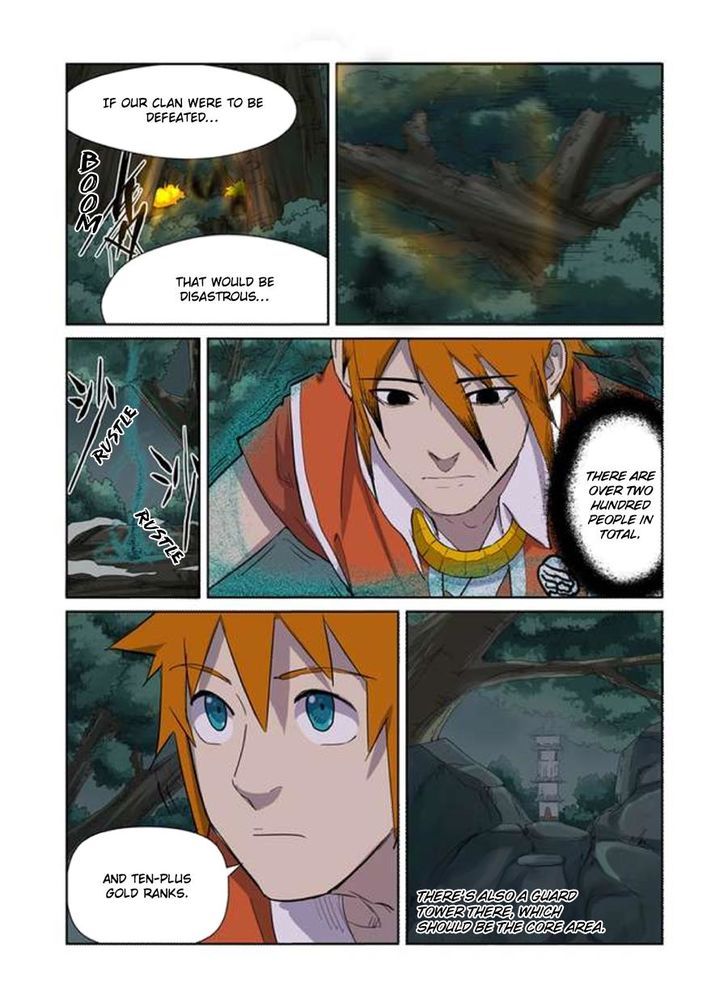 IF OUR CLAN WERE TO BE
DEFEATED...
BOOM
THAT WOULD BE
DISASTROUS...
沙
RUSTLE
沙
RUSTLE
THERE ARE
OVER TWO
HUNDRED
PEOPLE IN
TOTAL.
AND TEN-PLUS
GOLD RANKS.
THERE'S ALSO A GUARD
TOWER THERE, WHICH
SHOULD BE THE CORE AREA.